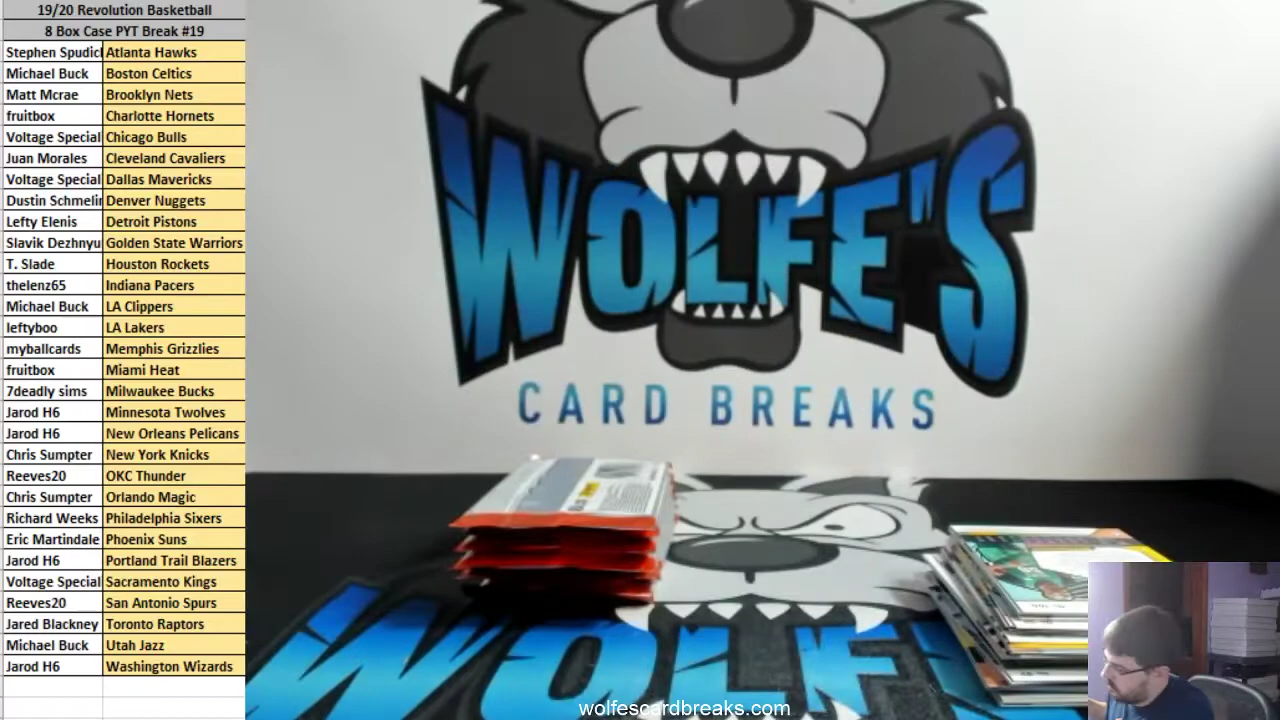 19/20 Revolution Basketball
8 Box Case PYT Break #19
Stephen Spudich Atlanta Hawks
Michael Buck Boston Celtics
Matt Mcrae Brooklyn Nets
fruitbox Charlotte Hornets
Voltage Special Chicago Bulls
Juan Morales Cleveland Cavaliers
Voltage Special Dallas Mavericks
Dustin Schmelin Denver Nuggets
Lefty Elenis Detroit Pistons
Slavik Dezhnyu Golden State Warriors
T. Slade Houston Rockets
thelenz65 Indiana Pacers
Michael Buck LA Clippers
leftyboo LA Lakers
myballcards Memphis Grizzlies
fruitbox Miami Heat
7deadly sims Milwaukee Bucks
Jarod H6 Minnesota Twolves
Jarod H6 New Orleans Pelicans
Chris Sumpter New York Knicks
Reeves20 OKC Thunder
Chris Sumpter Orlando Magic
Richard Weeks Philadelphia Sixers
Eric Martindale Phoenix Suns
Jarod H6 Portland Trail Blazers
Voltage Special Sacramento Kings
Reeves20 San Antonio Spurs
Jared Blackney Toronto Raptors
Michael Buck Utah Jazz
Jarod H6 Washington Wizards
WOLFE'S
CARD BREAKS
WOLF
wolfescardbreaks.com